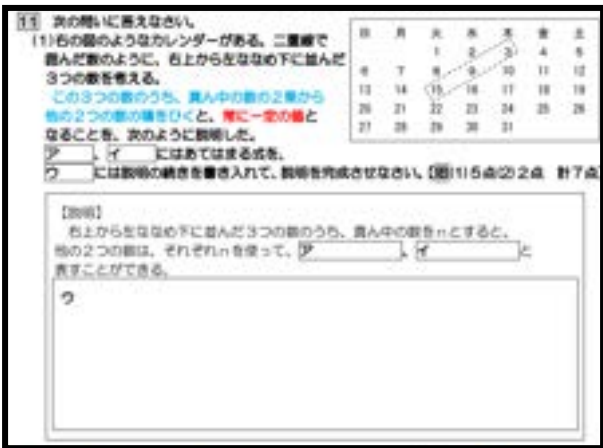 11 次の問いに答えなさい。
(1)右の図のようなカレンダーがある。二重線で
囲んだ数のように、右上から左ななめ下に並んだ
3つの数を考える。
この3つの数のうち、真ん中の数の2乗から
他の2つの数の積をひくと、常に一定の値と
なることを、次のように説明した。
ア 、イ にはあてはまる式を、
ウ には説明の続きを書き入れて、説明を完成させなさい。【 (1)5点(2)2点 計7点】
日 月 火 水 木 金 土
1 2 3 4 5
6 7 8 9 10 11 12
13 14 15 16 17 18 19
20 21 22 23 24 25 26
27 28 29 30 31
【説明】
右上から左ななめ下に並んだ3つの数のうち、真ん中の数をnとすると、
他の2つの数は、それぞれnを使って、ア 、イ と
表すことができる。
ウ